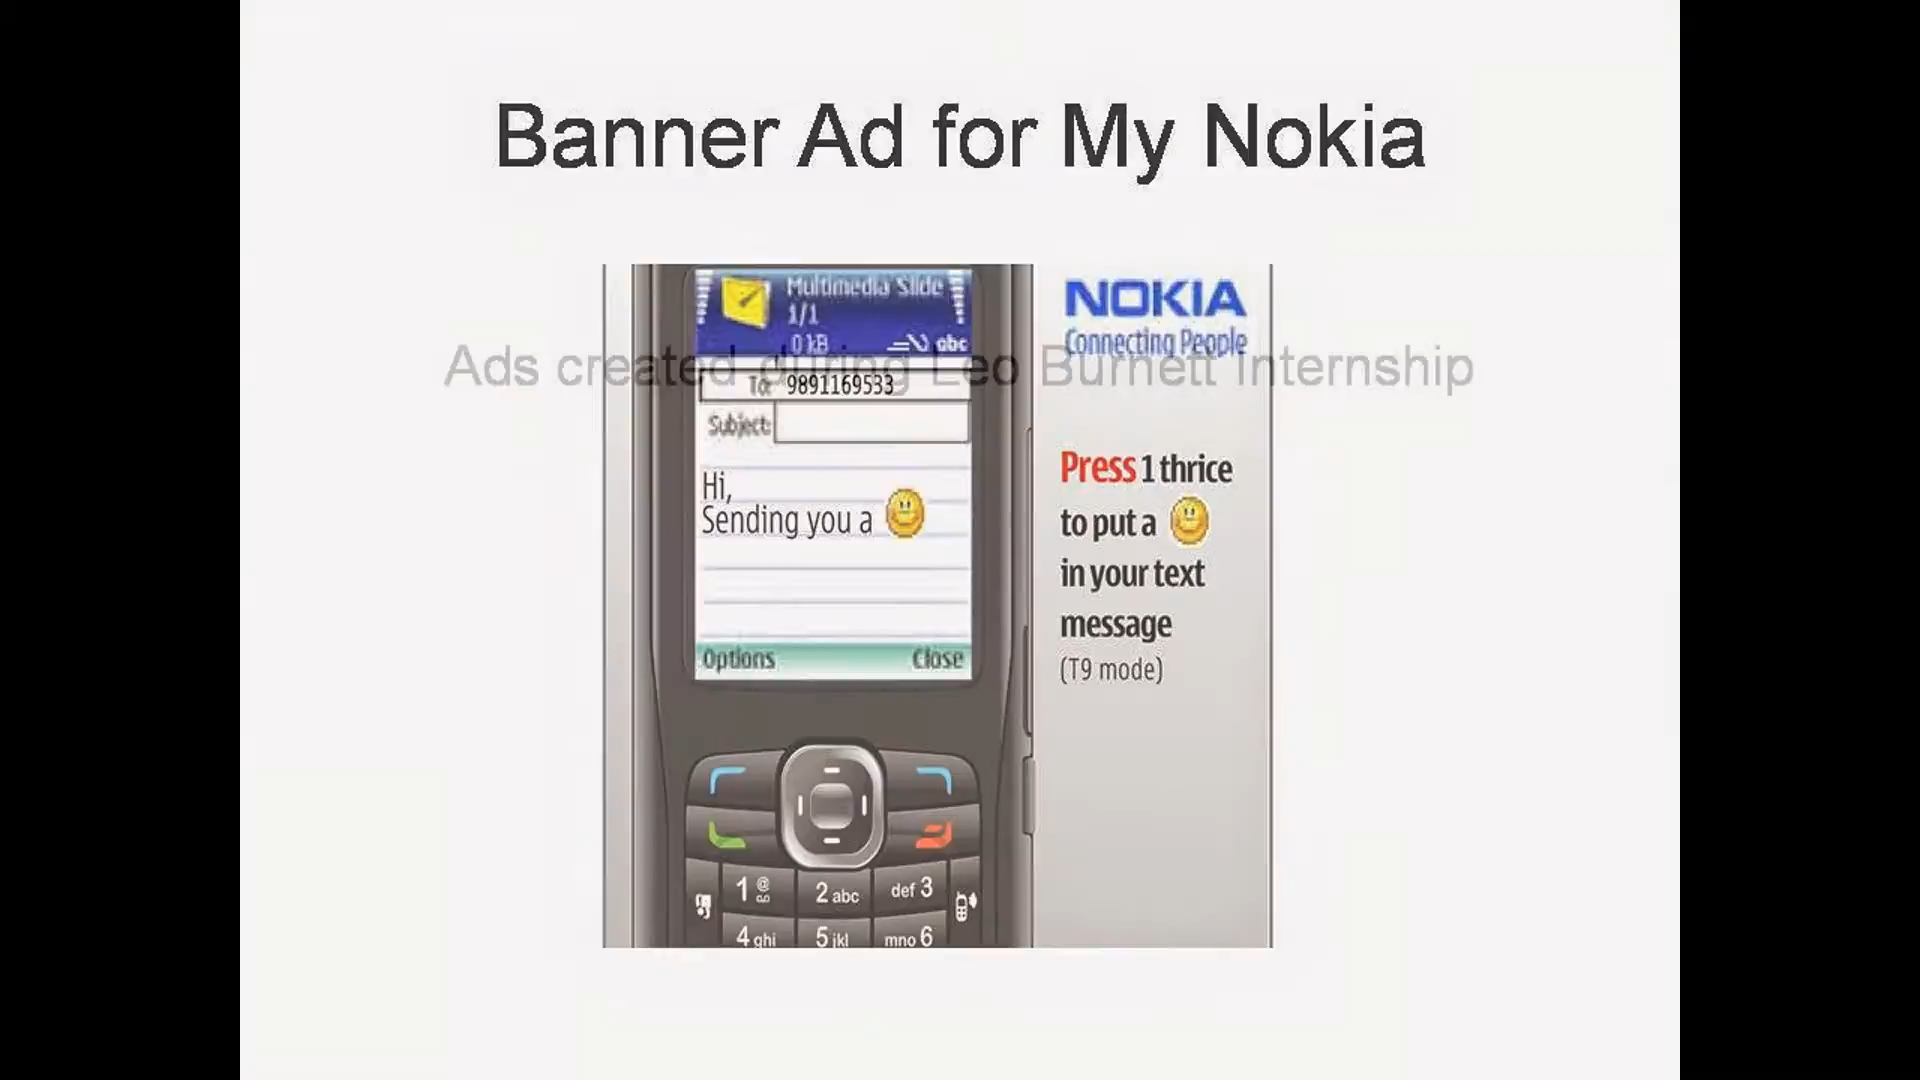 Banner Ad for My Nokia
Multimedia Slide
1/1
0 kB
abc
NOKIA
Connecting People
Ads created during Leo Burnett Internship
To: 9891169533
Subject:
Hi,
Sending you a
Press 1 thrice
to put a
in your text
message
(T9 mode)
Options Close
1 @
2 abc
def 3
4 ghi
5 jkl
mno 6